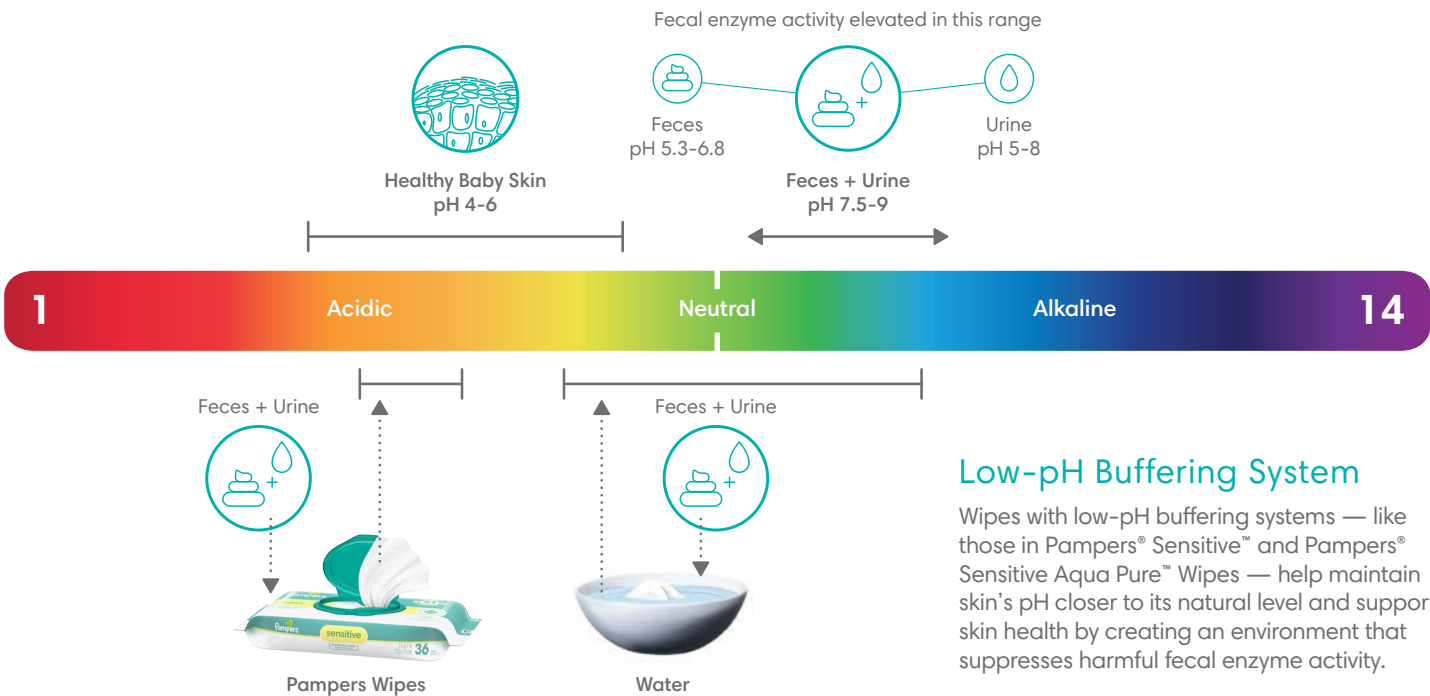 Fecal enzyme activity elevated in this range
Feces
pH 5.3-6.8
Urine
pH 5-8
Healthy Baby Skin
pH 4-6
Feces + Urine
pH 7.5-9
1
Acidic
Neutral
Alkaline
14
Feces + Urine
Feces + Urine
Low-pH Buffering System
Wipes with low-pH buffering systems — like
those in Pampers® Sensitive™ and Pampers®
Sensitive Aqua Pure™ Wipes — help maintain
skin's pH closer to its natural level and suppor
skin health by creating an environment that
suppresses harmful fecal enzyme activity.
Pampers
sensitive
36
Pampers Wipes
Water